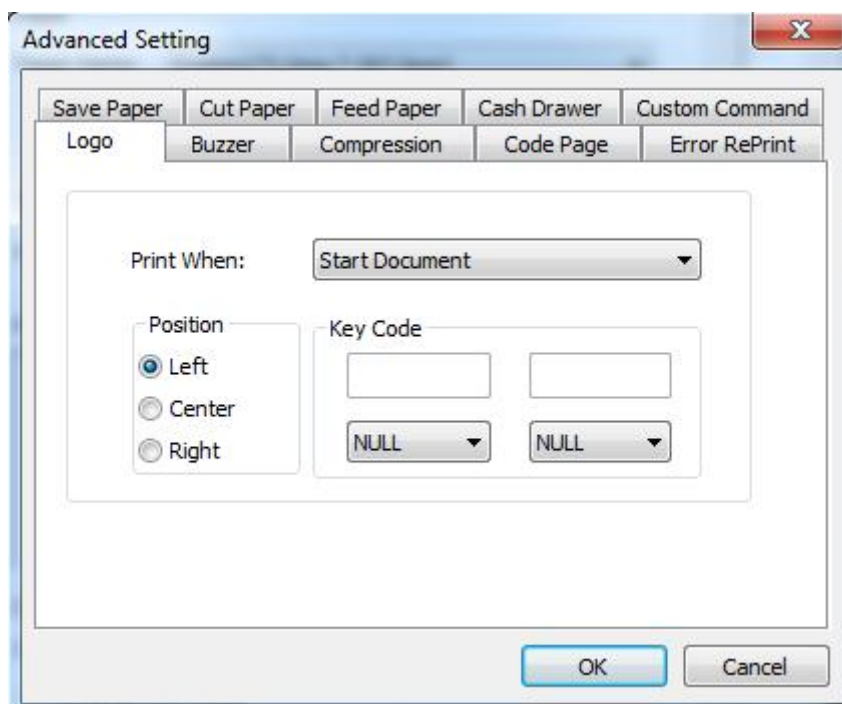 Advanced Setting
Save Paper Cut Paper Feed Paper Cash Drawer Custom Command
Logo Buzzer Compression Code Page Error RePrint
Print When: Start Document
Position Key Code
Left
Center
Right NULL NULL
OK Cancel